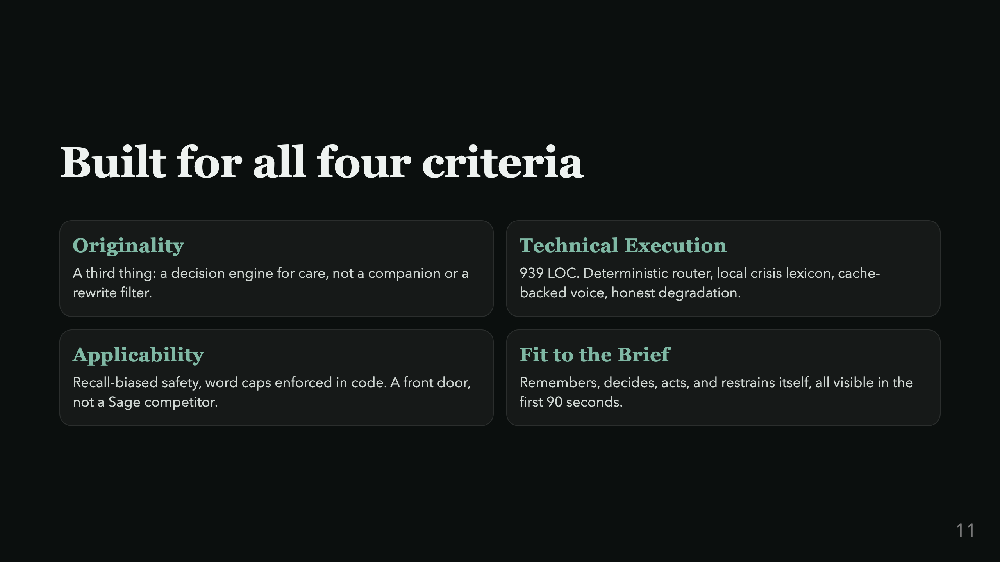 Built for all four criteria
Originality
A third thing: a decision engine for care, not a companion or a
rewrite filter.
Technical Execution
939 LOC. Deterministic router, local crisis lexicon, cache-
backed voice, honest degradation.
Applicability
Recall-biased safety, word caps enforced in code. A front door,
not a Sage competitor.
Fit to the Brief
Remembers, decides, acts, and restrains itself, all visible in the
first 90 seconds.
11